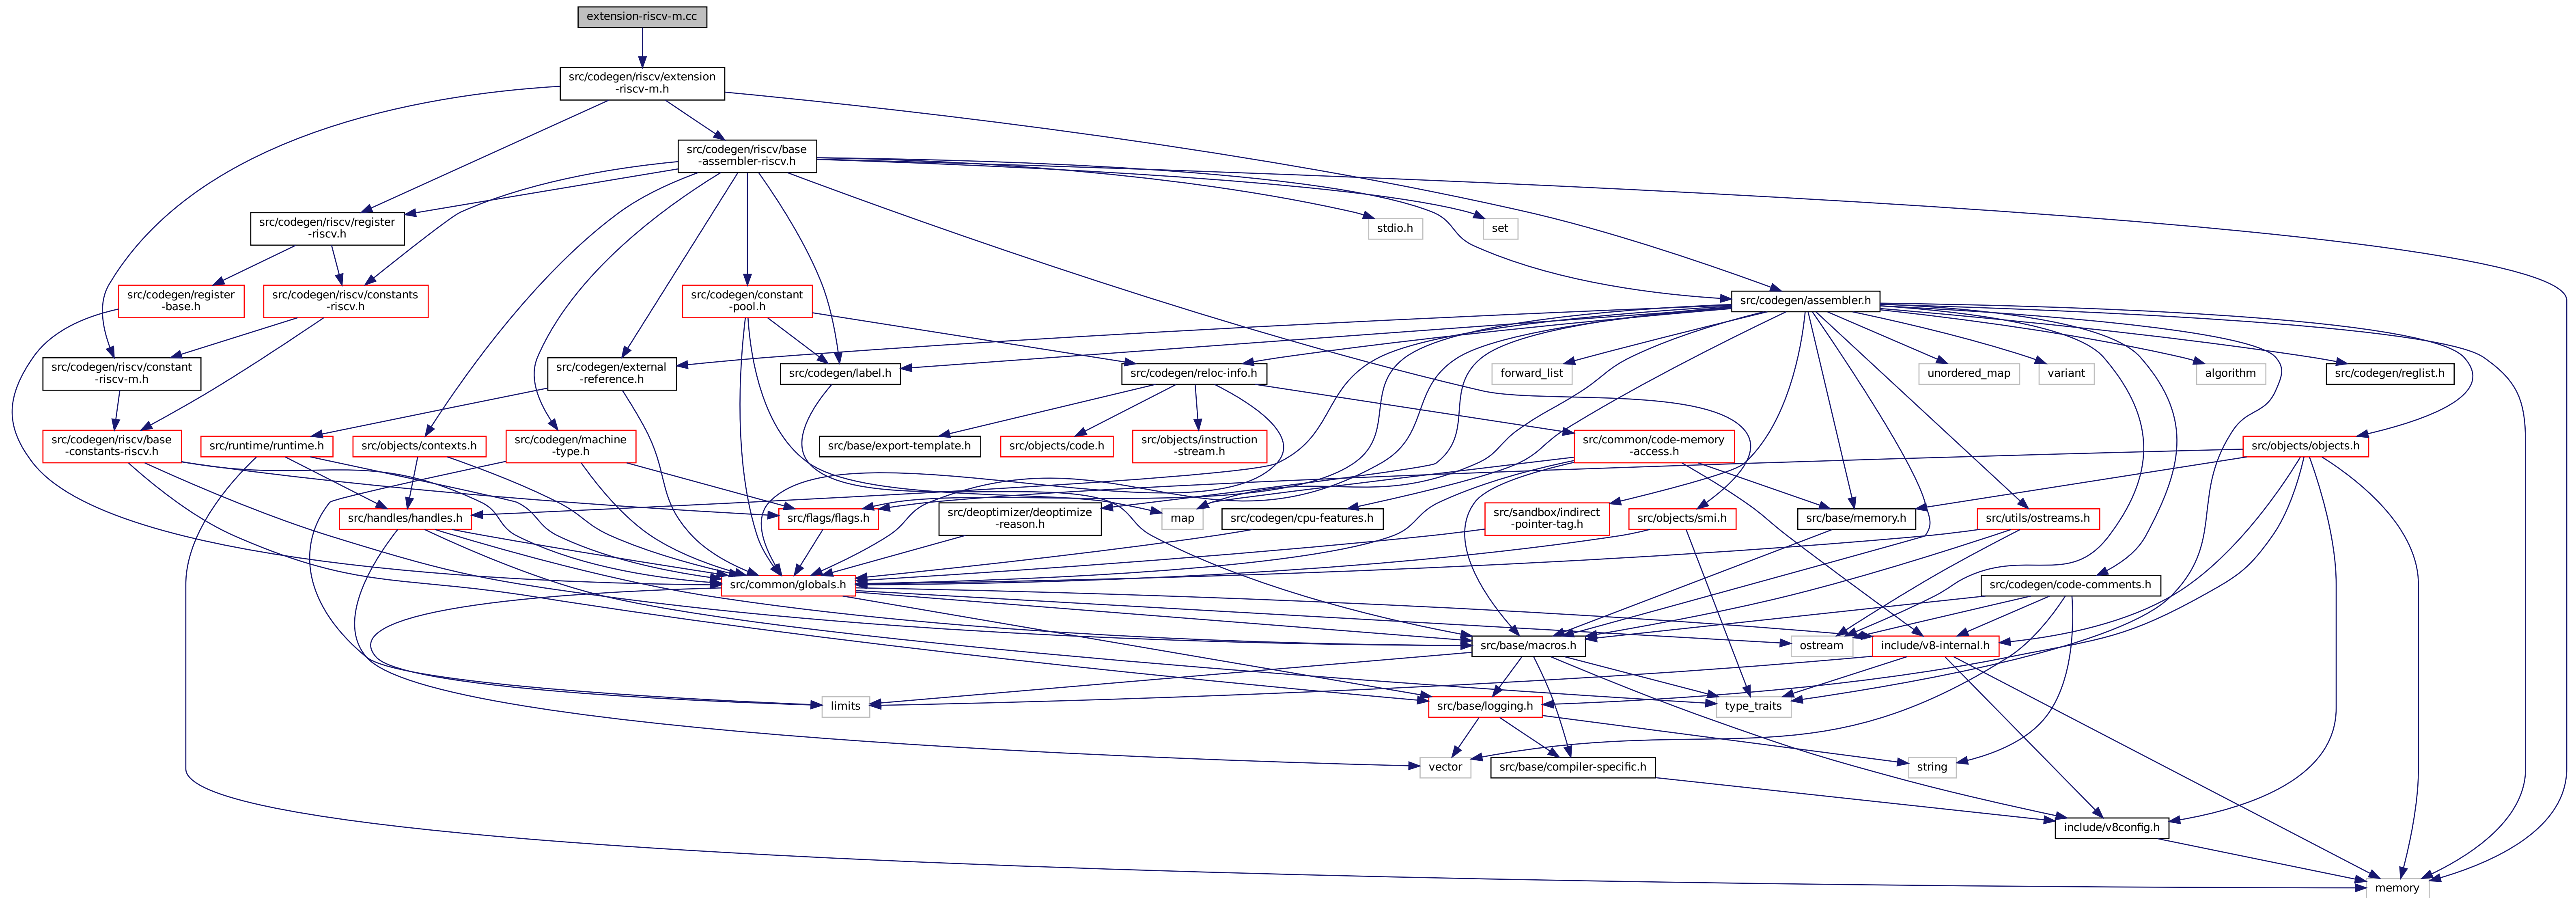 extension-riscv-m.cc
src/codegen/riscv/extension
-riscv-m.h
src/codegen/riscv/base
-assembler-riscv.h
src/codegen/riscv/register
-riscv.h
stdio.h
set
src/codegen/register
-base.h
src/codegen/riscv/constants
-riscv.h
src/codegen/constant
-pool.h
src/codegen/assembler.h
src/codegen/riscv/constant
-riscv-m.h
src/codegen/external
-reference.h
src/codegen/label.h
src/codegen/reloc-info.h
forward_list
unordered_map
variant
algorithm
src/codegen/reglist.h
src/codegen/riscv/base
-constants-riscv.h
src/runtime/runtime.h
src/objects/contexts.h
src/codegen/machine
-type.h
src/base/export-template.h
src/objects/code.h
src/objects/instruction
-stream.h
src/common/code-memory
-access.h
src/objects/objects.h
src/handles/handles.h
src/flags/flags.h
src/deoptimizer/deoptimize
-reason.h
map
src/codegen/cpu-features.h
src/sandbox/indirect
-pointer-tag.h
src/objects/smi.h
src/base/memory.h
src/utils/ostreams.h
src/common/globals.h
src/codegen/code-comments.h
src/base/macros.h
ostream
include/v8-internal.h
limits
src/base/logging.h
type_traits
vector
src/base/compiler-specific.h
string
include/v8config.h
memory